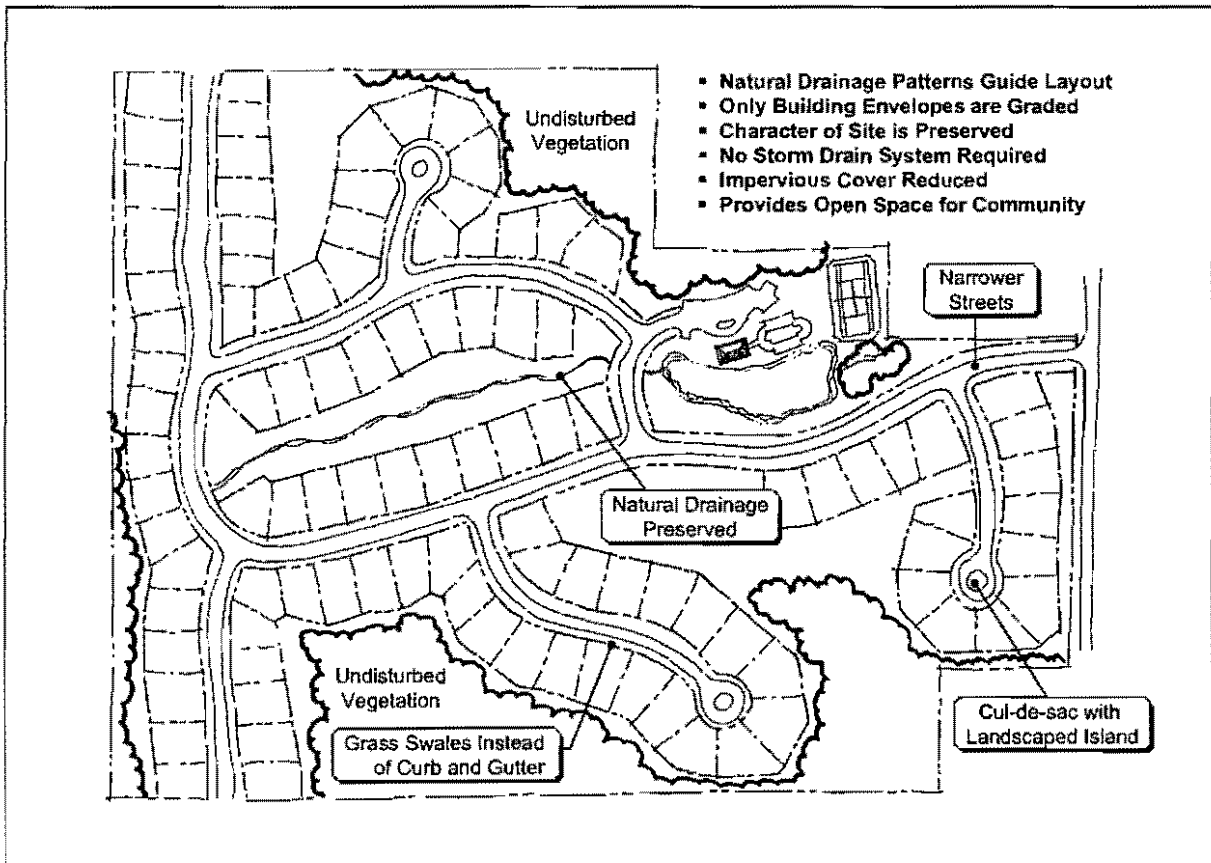 ▪ Natural Drainage Patterns Guide Layout
▪ Only Building Envelopes are Graded
▪ Character of Site is Preserved
▪ No Storm Drain System Required
▪ Impervious Cover Reduced
▪ Provides Open Space for Community
Undisturbed
Vegetation
Narrower
Streets
Natural Drainage
Preserved
Undisturbed
Vegetation
Grass Swales Instead
of Curb and Gutter
Cul-de-sac with
Landscaped Island